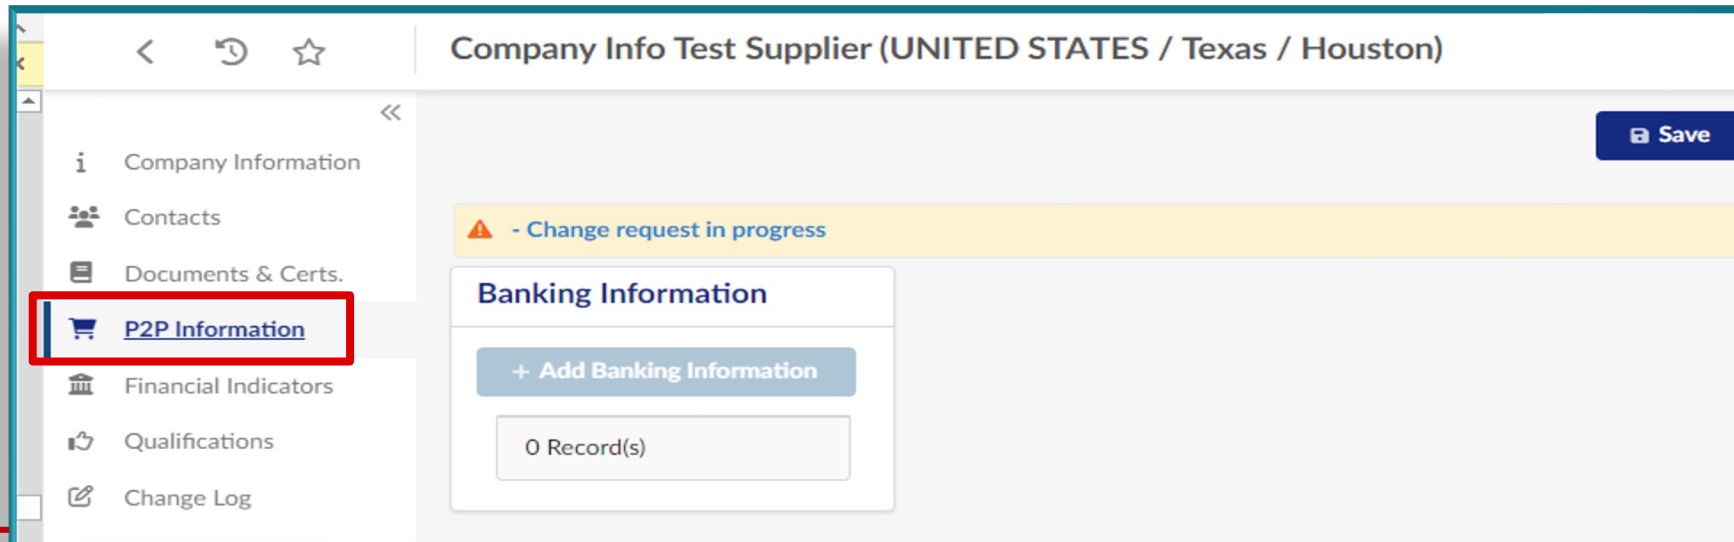 Company Info Test Supplier (UNITED STATES / Texas / Houston)
Save
Company Information
Contacts
Documents & Certs.
P2P Information
Financial Indicators
Qualifications
Change Log
- Change request in progress
Banking Information
+ Add Banking Information
0 Record(s)